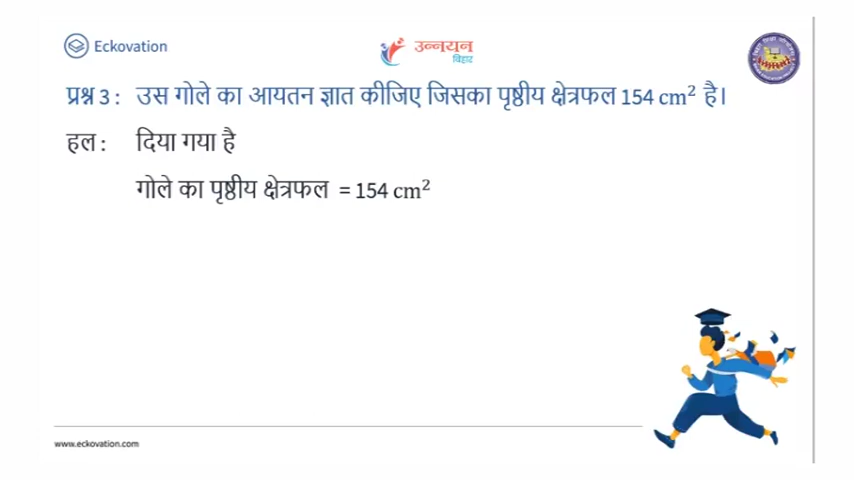 Eckovation
उन्नयन
बिहार
प्रश्न 3 : उस गोले का आयतन ज्ञात कीजिए जिसका पृष्ठीय क्षेत्रफल 154 cm² है।
हल : दिया गया है
गोले का पृष्ठीय क्षेत्रफल = 154 cm²
www.eckovation.com